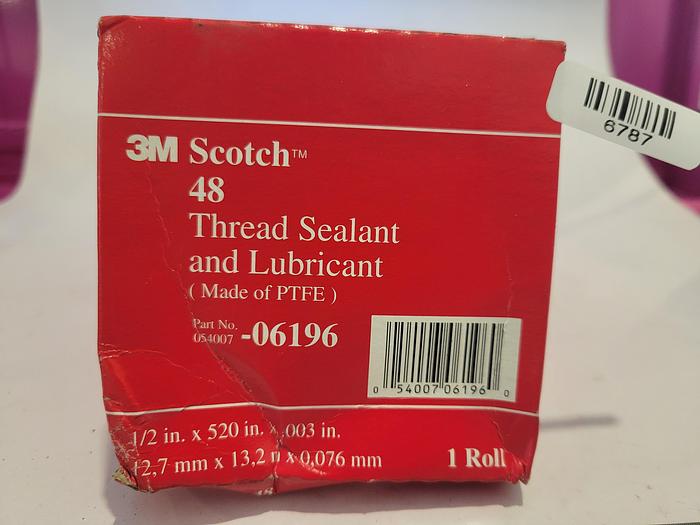 3M Scotch™
48
Thread Sealant
and Lubricant
( Made of PTFE )
Part No.
054007 -06196
0 54007 06196 0
1/2 in. x 520 in. x .003 in.
12,7 mm x 13,2 m x 0,076 mm
1 Roll
6787